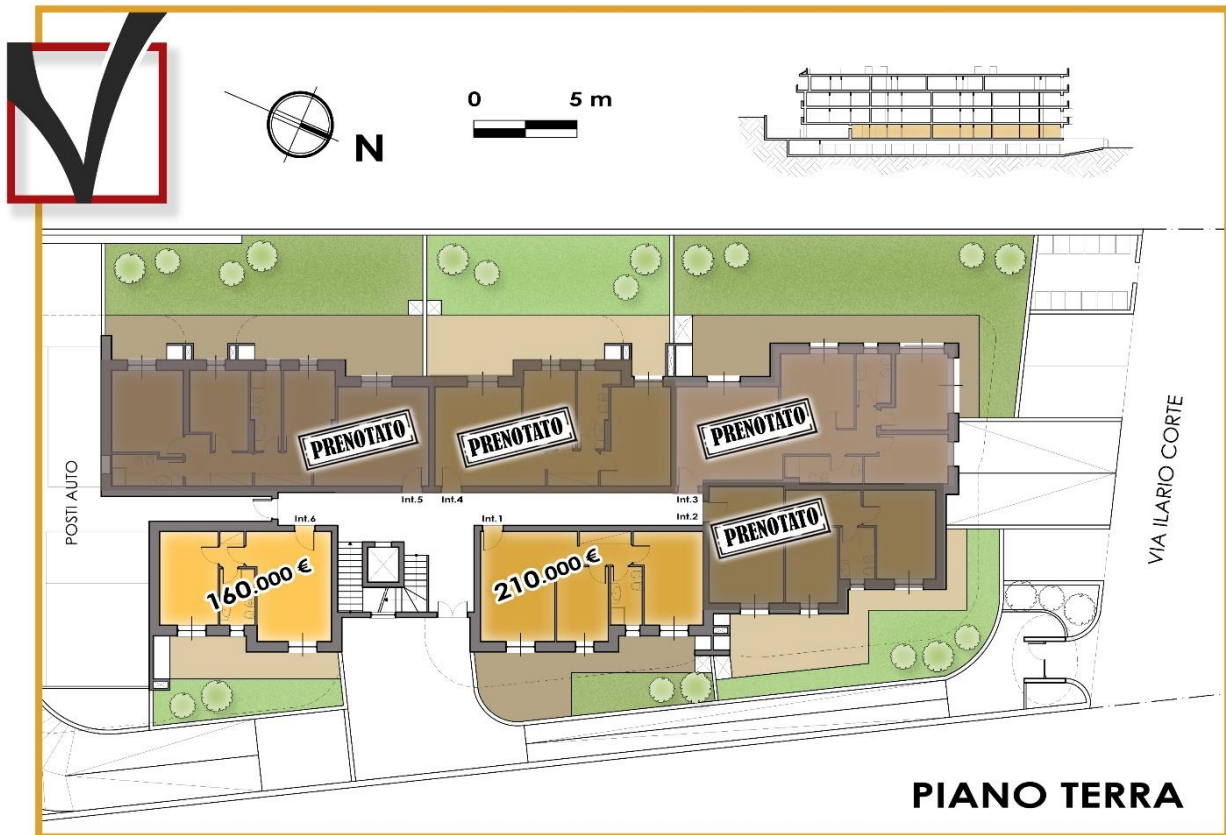 0 5 m
N
PRENOTATO
PRENOTATO
PRENOTATO
Int.5
Int.4
Int.3
Int.2
PRENOTATO
POSTI AUTO
VIA ILARIO CORTE
Int.6
Int.1
160.000 €
210.000 €
PIANO TERRA